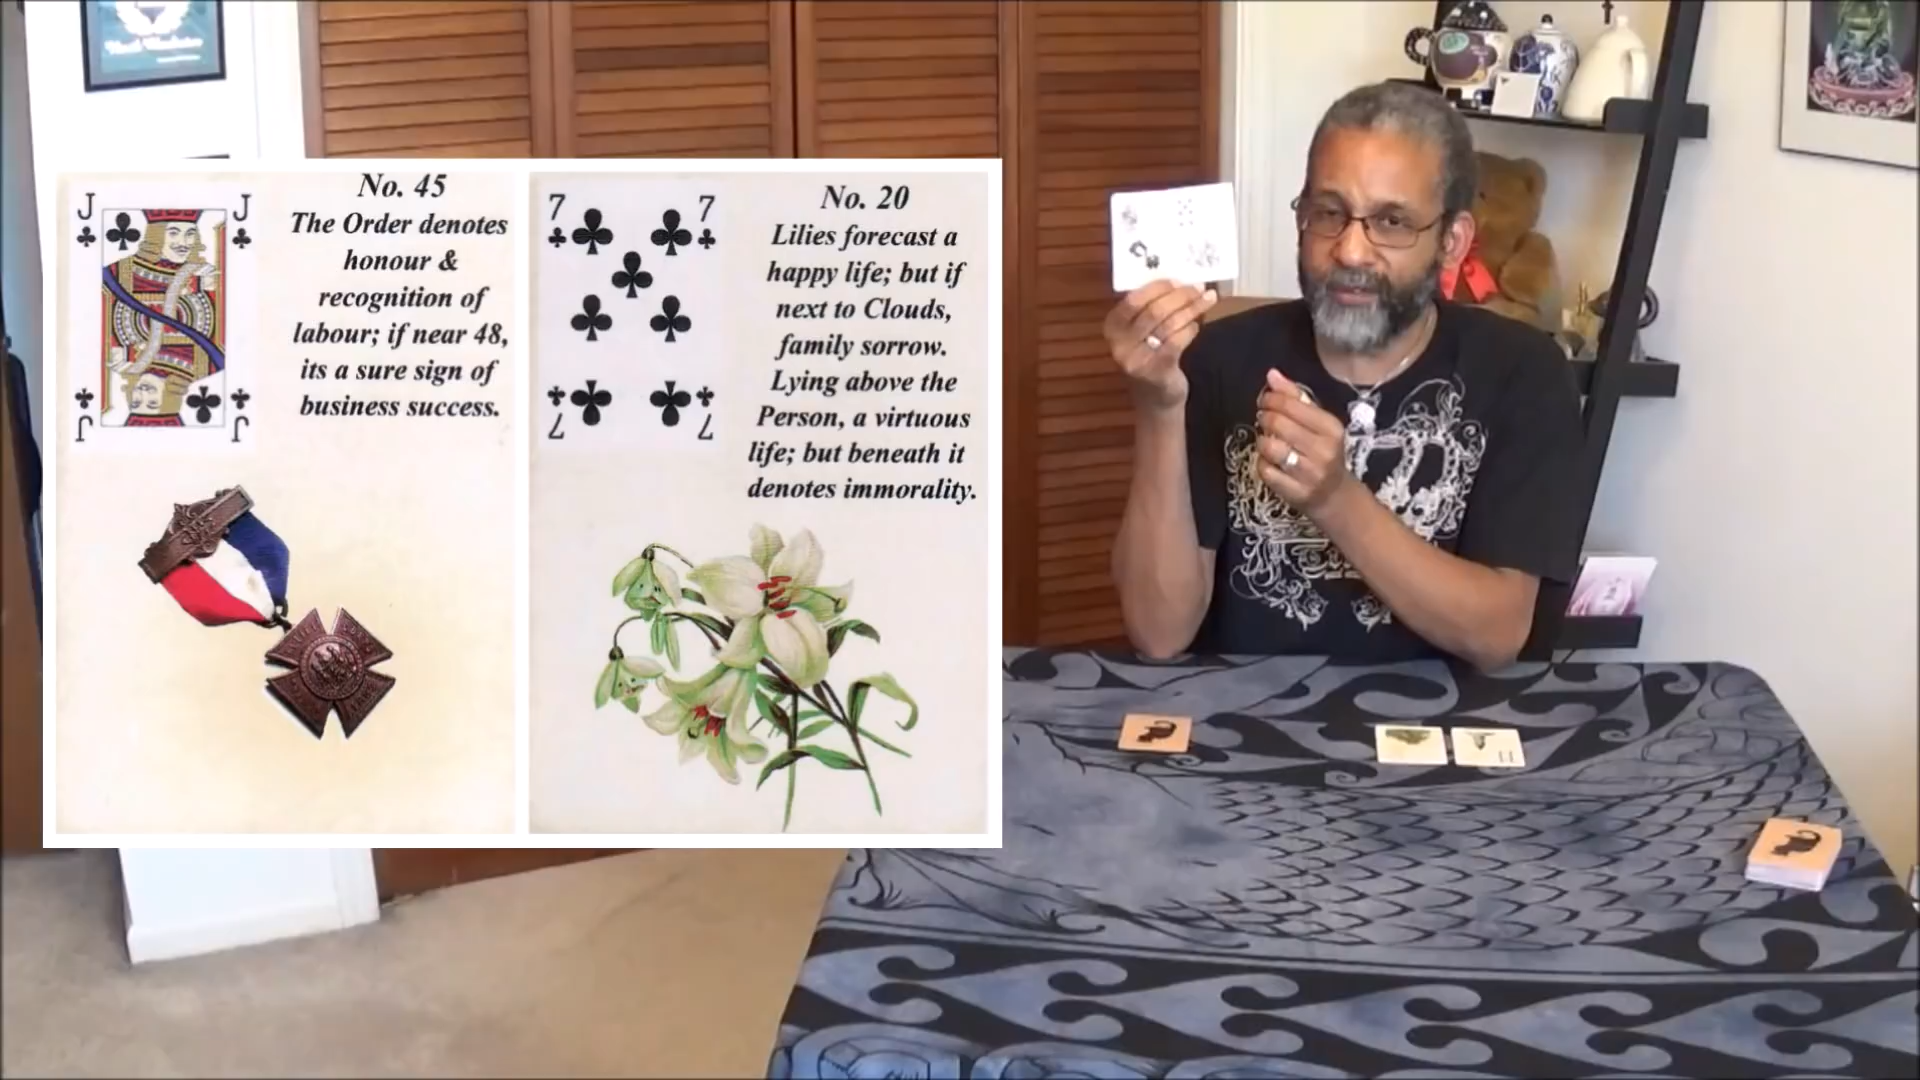 J
J
No. 45
The Order denotes
honour &
recognition of
labour; if near 48,
its a sure sign of
business success.
J
J
7
7
No. 20
Lilies forecast a
happy life; but if
next to Clouds,
family sorrow.
Lying above the
Person, a virtuous
life; but beneath it
denotes immorality.
7
7